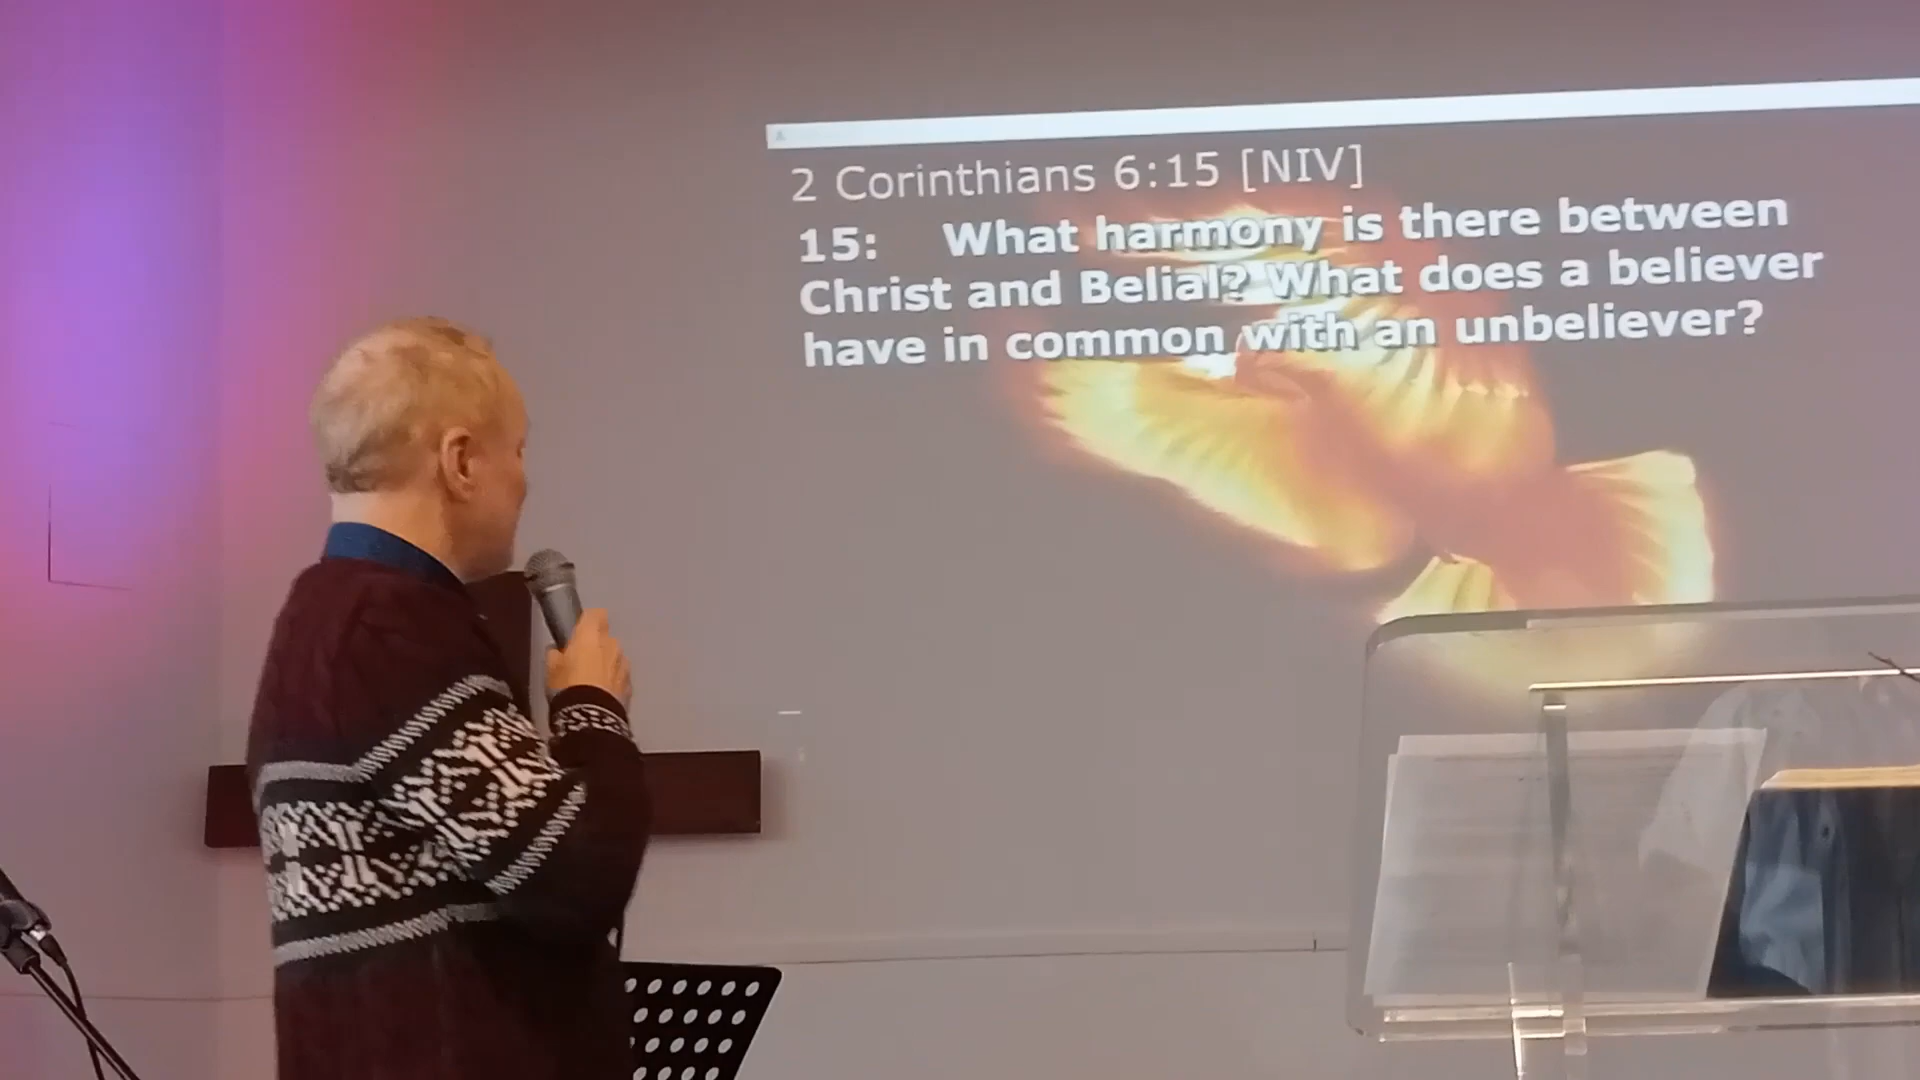 2 Corinthians 6:15 [NIV]
15: What harmony is there between
Christ and Belial? What does a believer
have in common with an unbeliever?